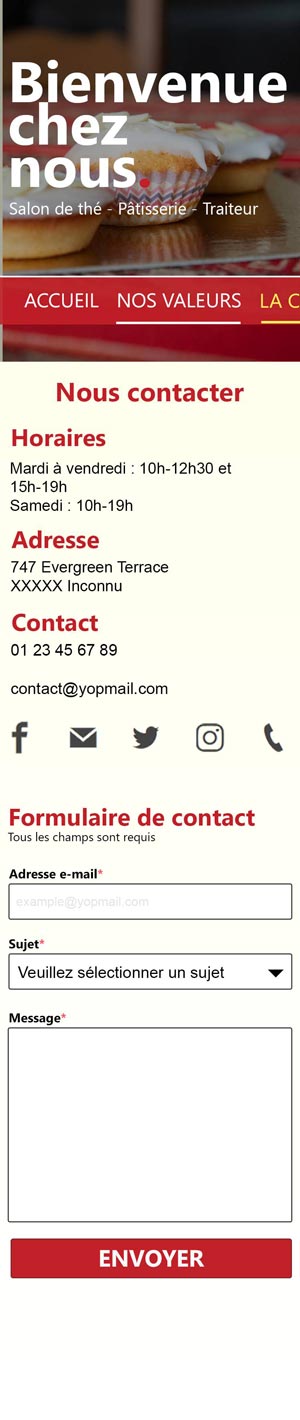 Bienvenue
chez
nous.
Salon de thé - Pâtisserie - Traiteur
ACCUEIL NOS VALEURS LA C
Nous contacter
Horaires
Mardi à vendredi : 10h-12h30 et
15h-19h
Samedi : 10h-19h
Adresse
747 Evergreen Terrace
XXXXX Inconnu
Contact
01 23 45 67 89
contact@yopmail.com
Formulaire de contact
Tous les champs sont requis
Adresse e-mail*
example@yopmail.com
Sujet*
Veuillez sélectionner un sujet
Message*
ENVOYER